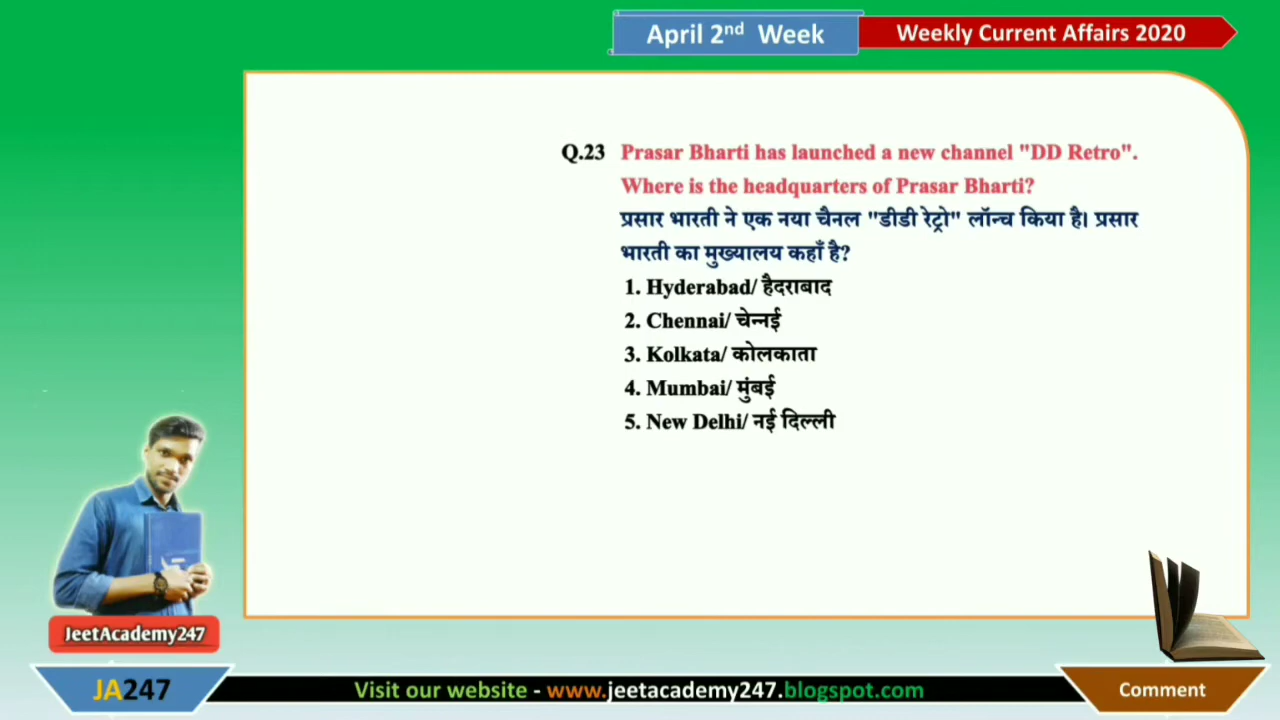 April 2nd Week
Weekly Current Affairs 2020
Q.23 Prasar Bharti has launched a new channel "DD Retro".
Where is the headquarters of Prasar Bharti?
प्रसार भारती ने एक नया चैनल "डीडी रेट्रो" लॉन्च किया है। प्रसार
भारती का मुख्यालय कहाँ है?
1. Hyderabad/ हैदराबाद
2. Chennai/ चेन्नई
3. Kolkata/ कोलकाता
4. Mumbai/ मुंबई
5. New Delhi/ नई दिल्ली
JeetAcademy247
JA247
Visit our website - www.jeetacademy247.blogspot.com
Comment